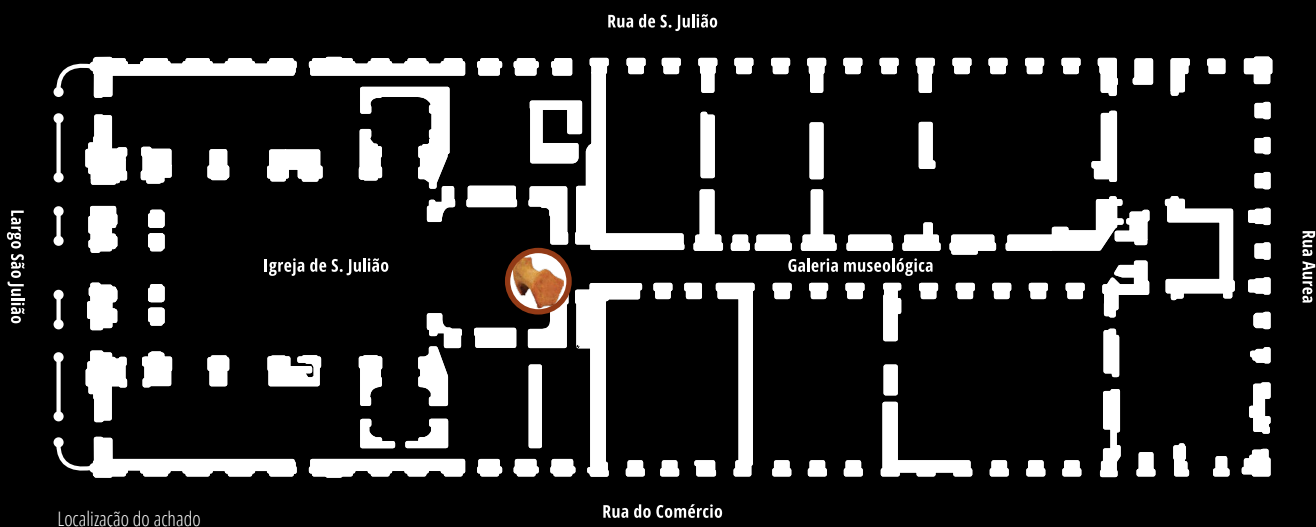 Rua de S. Julião
Largo São Julião
Igreja de S. Julião
Galeria museológica
Rua Aurea
Rua do Comércio
Localização do achado